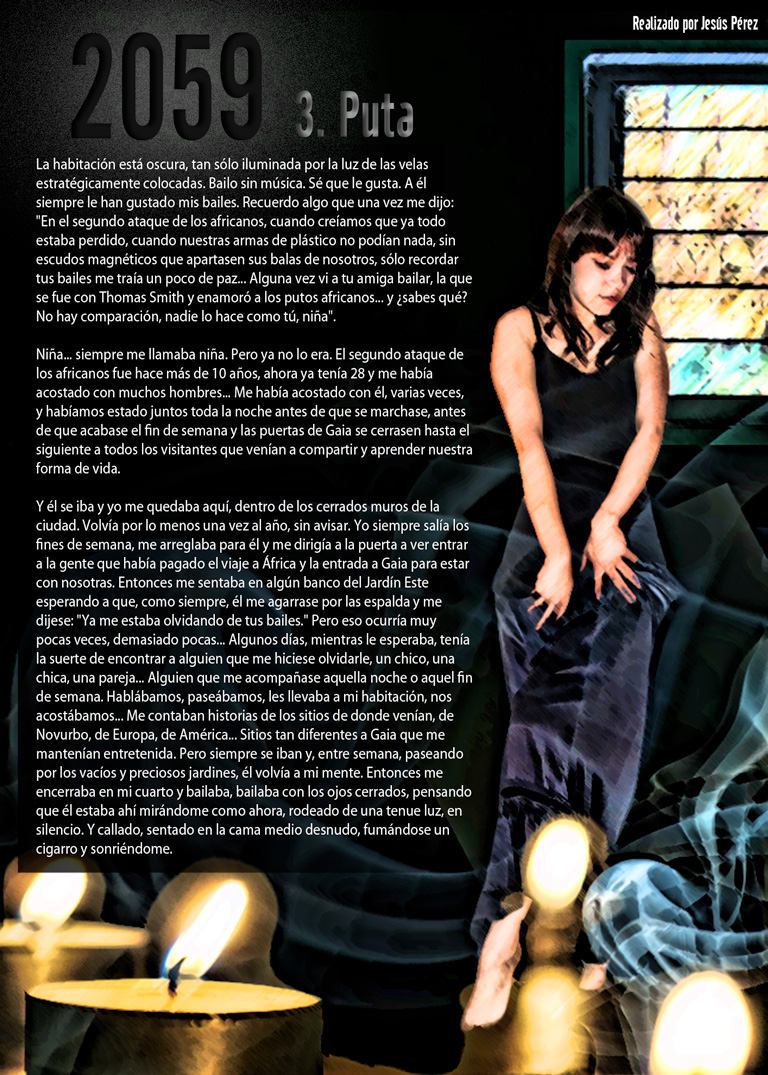 Realizado por Jesús Pérez
2059 3. Puta
La habitación está oscura, tan sólo iluminada por la luz de las velas
estratégicamente colocadas. Bailo sin música. Sé que le gusta. A él
siempre le han gustado mis bailes. Recuerdo algo que una vez me dijo:
"En el segundo ataque de los africanos, cuando creíamos que ya todo
estaba perdido, cuando nuestras armas de plástico no podían nada, sin
escudos magnéticos que apartasen sus balas de nosotros, sólo recordar
tus bailes me traía un poco de paz... Alguna vez vi a tu amiga bailar, la que
se fue con Thomas Smith y enamoró a los putos africanos... y ¿sabes qué?
No hay comparación, nadie lo hace como tú, niña".
Niña... siempre me llamaba niña. Pero ya no lo era. El segundo ataque de
los africanos fue hace más de 10 años, ahora ya tenía 28 y me había
acostado con muchos hombres... Me había acostado con él, varias veces,
y habíamos estado juntos toda la noche antes de que se marchase, antes
de que acabase el fin de semana y las puertas de Gaia se cerrasen hasta el
siguiente a todos los visitantes que venían a compartir y aprender nuestra
forma de vida.
Y él se iba y yo me quedaba aquí, dentro de los cerrados muros de la
ciudad. Volvía por lo menos una vez al año, sin avisar. Yo siempre salía los
fines de semana, me arreglaba para él y me dirigía a la puerta a ver entrar
a la gente que había pagado el viaje a África y la entrada a Gaia para estar
con nosotras. Entonces me sentaba en algún banco del Jardín Este
esperando a que, como siempre, él me agarrase por las espalda y me
dijese: "Ya me estaba olvidando de tus bailes." Pero eso ocurría muy
pocas veces, demasiado pocas... Algunos días, mientras le esperaba, tenía
la suerte de encontrar a alguien que me hiciese olvidarle, un chico, una
chica, una pareja... Alguien que me acompañase aquella noche o aquel fin
de semana. Hablábamos, paseábamos, les llevaba a mi habitación, nos
acostábamos... Me contaban historias de los sitios de donde venían, de
Novurbo, de Europa, de América... Sitios tan diferentes a Gaia que me
mantenían entretenida. Pero siempre se iban y, entre semana, paseando
por los vacíos y preciosos jardines, él volvía a mi mente. Entonces me
encerraba en mi cuarto y bailaba, bailaba con los ojos cerrados, pensando
que él estaba ahí mirándome como ahora, rodeado de una tenue luz, en
silencio. Y callado, sentado en la cama medio desnudo, fumándose un
cigarro y sonriéndome.